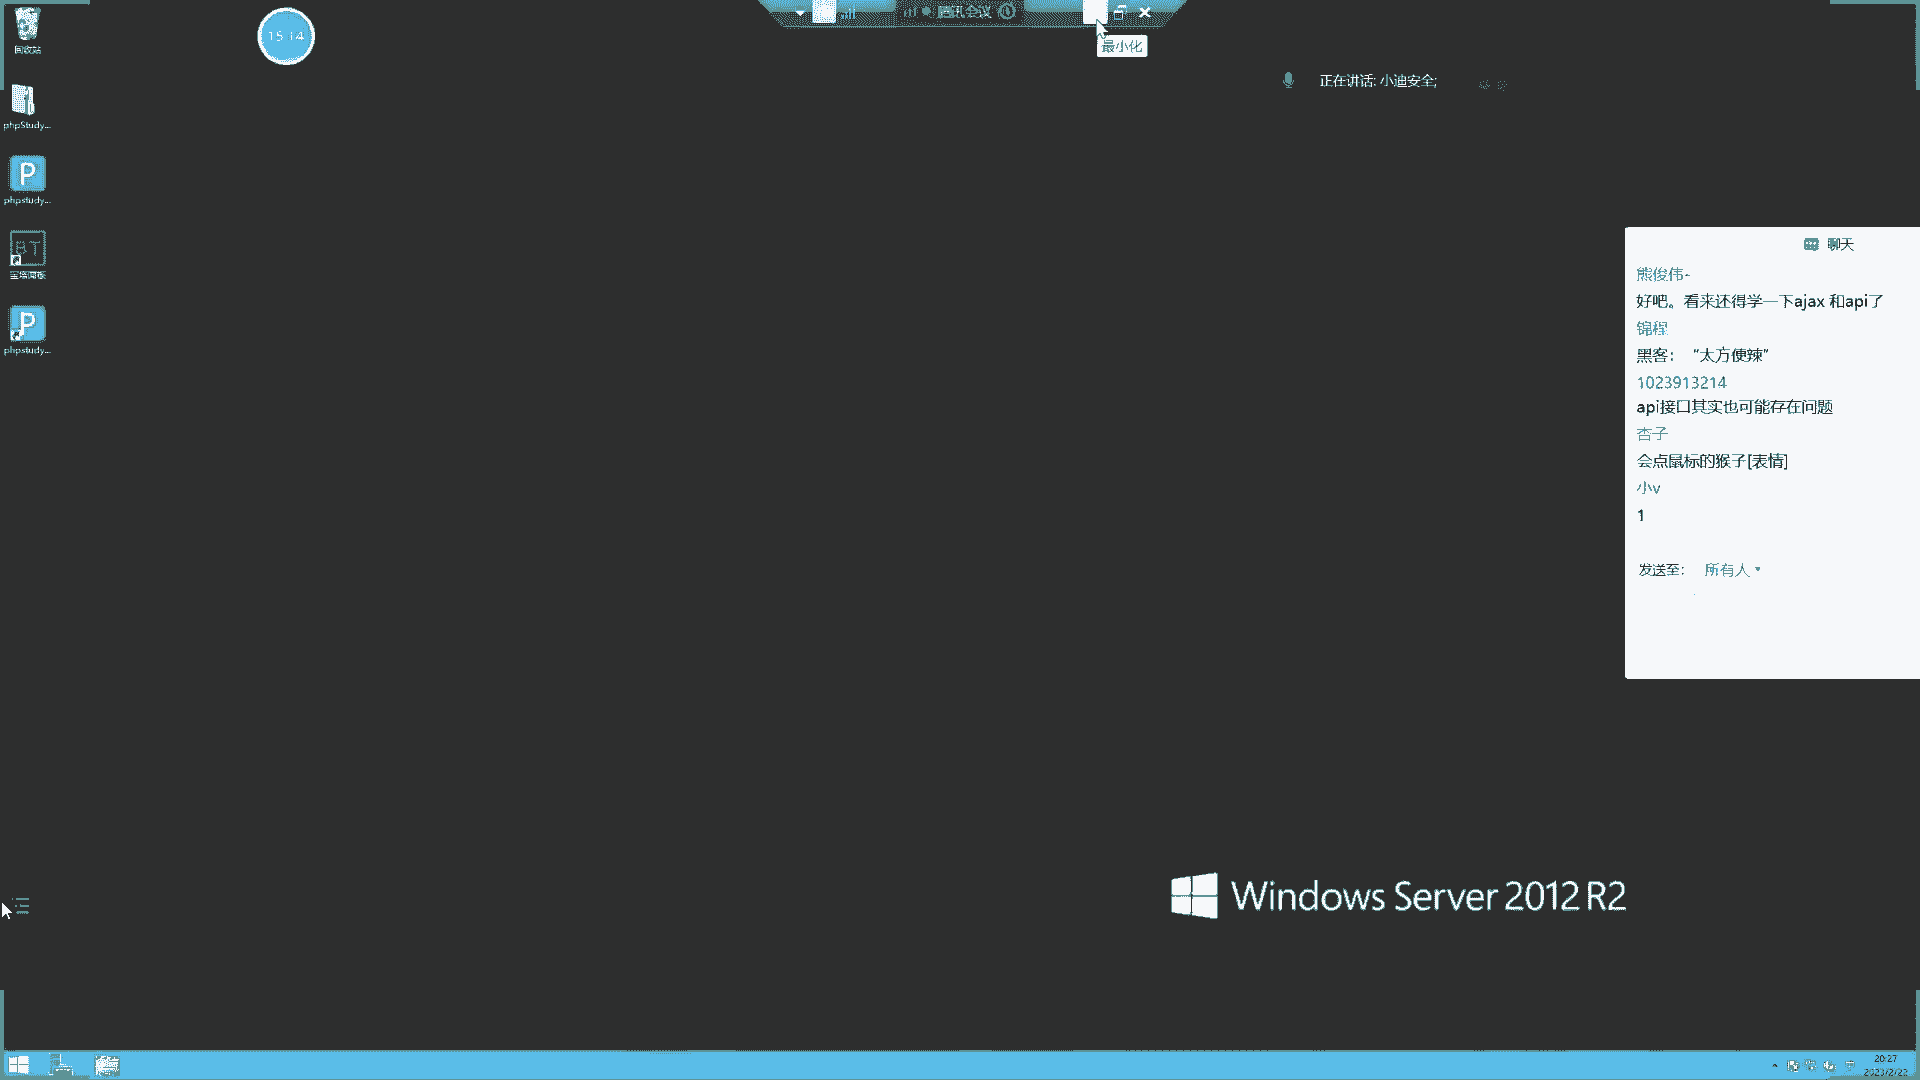 回收站
phpStudy...
phpstudy...
BT
宝塔面板
phpstudy...
15:14
腾讯会议
最小化
正在讲话: 小迪安全;
聊天
熊俊伟-
好吧。看来还得学一下ajax 和api了
锦程
黑客： “太方便辣”
1023913214
api接口其实也可能存在问题
杏子
会点鼠标的猴子[表情]
小v
1
发送至： 所有人
Windows Server 2012 R2
20:27
2023/2/22